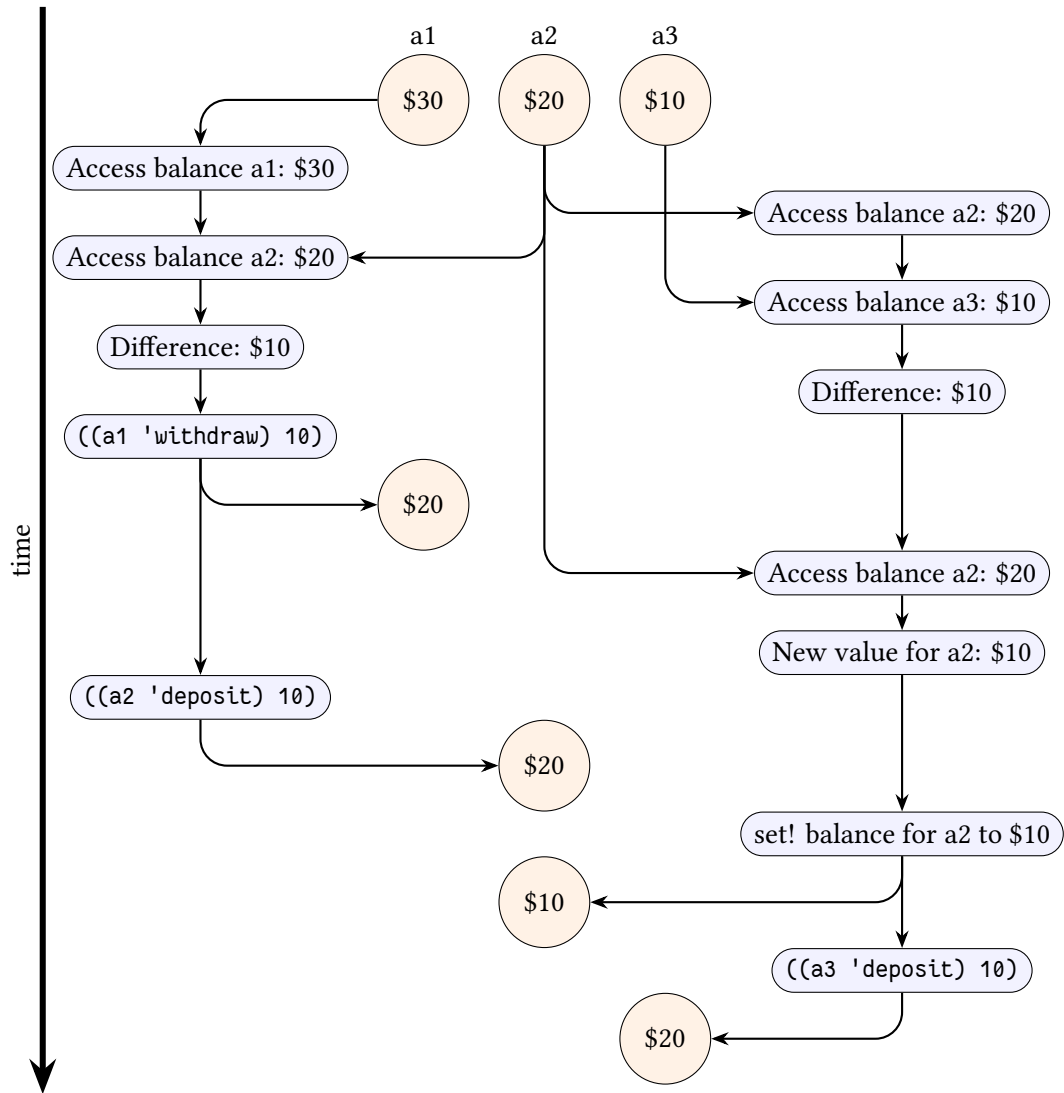 a1 a2 a3
$30 $20 $10
Access balance a1: $30
Access balance a2: $20
Access balance a2: $20
Access balance a3: $10
Difference: $10
Difference: $10
((a1 'withdraw) 10)
$20
time
Access balance a2: $20
New value for a2: $10
((a2 'deposit) 10)
$20
set! balance for a2 to $10
$10
((a3 'deposit) 10)
$20